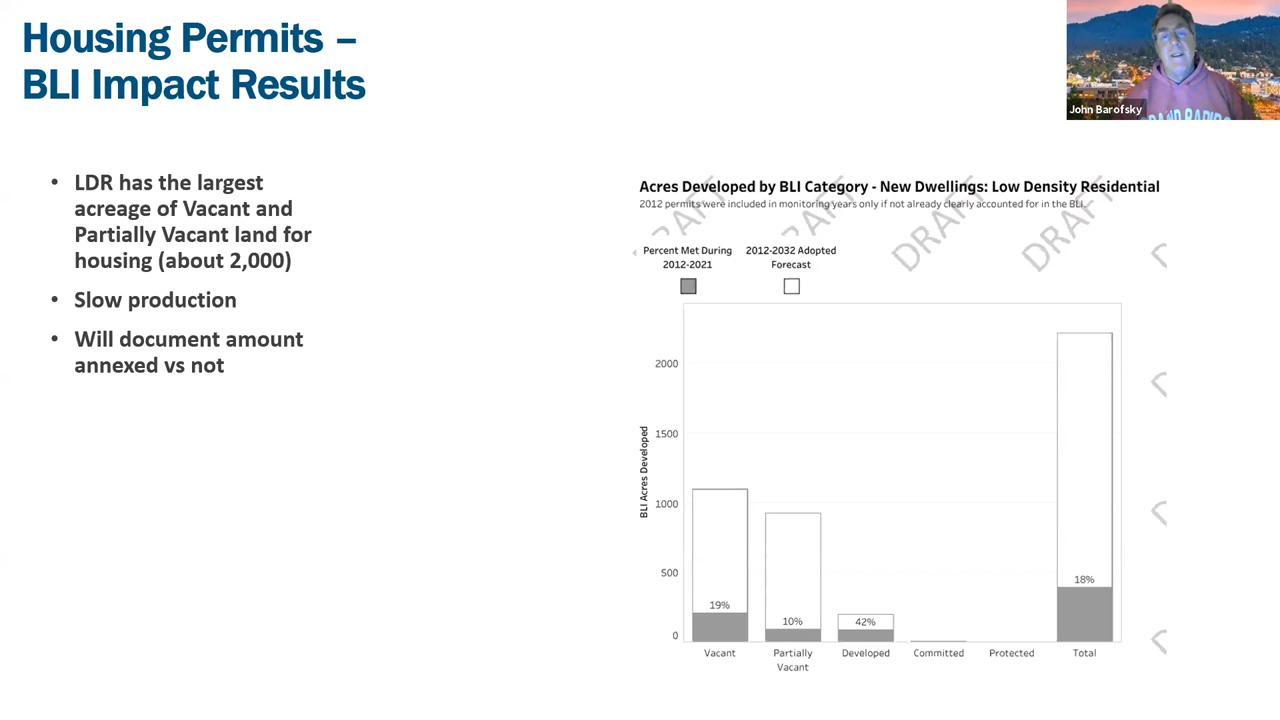 Housing Permits –
BLI Impact Results
John Barofsky
• LDR has the largest
acreage of Vacant and
Partially Vacant land for
housing (about 2,000)
• Slow production
• Will document amount
annexed vs not
Acres Developed by BLI Category - New Dwellings: Low Density Residential
2012 permits were included in monitoring years only if not already clearly accounted for in the BLI.
DRAFT
DRAFT
Percent Met During
2012-2021
2012-2032 Adopted
Forecast
BLI Acres Developed
2000
1500
1000
500
0
19%
10%
42%
18%
Vacant
Partially
Vacant
Developed
Committed
Protected
Total